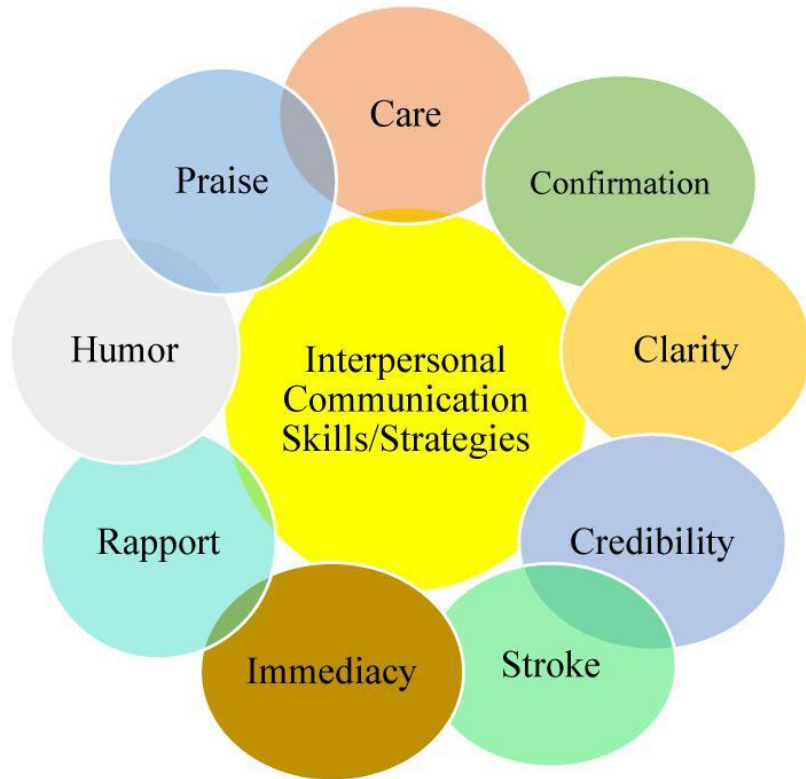 Care
Confirmation
Clarity
Credibility
Stroke
Immediacy
Rapport
Humor
Praise
Interpersonal
Communication
Skills/Strategies